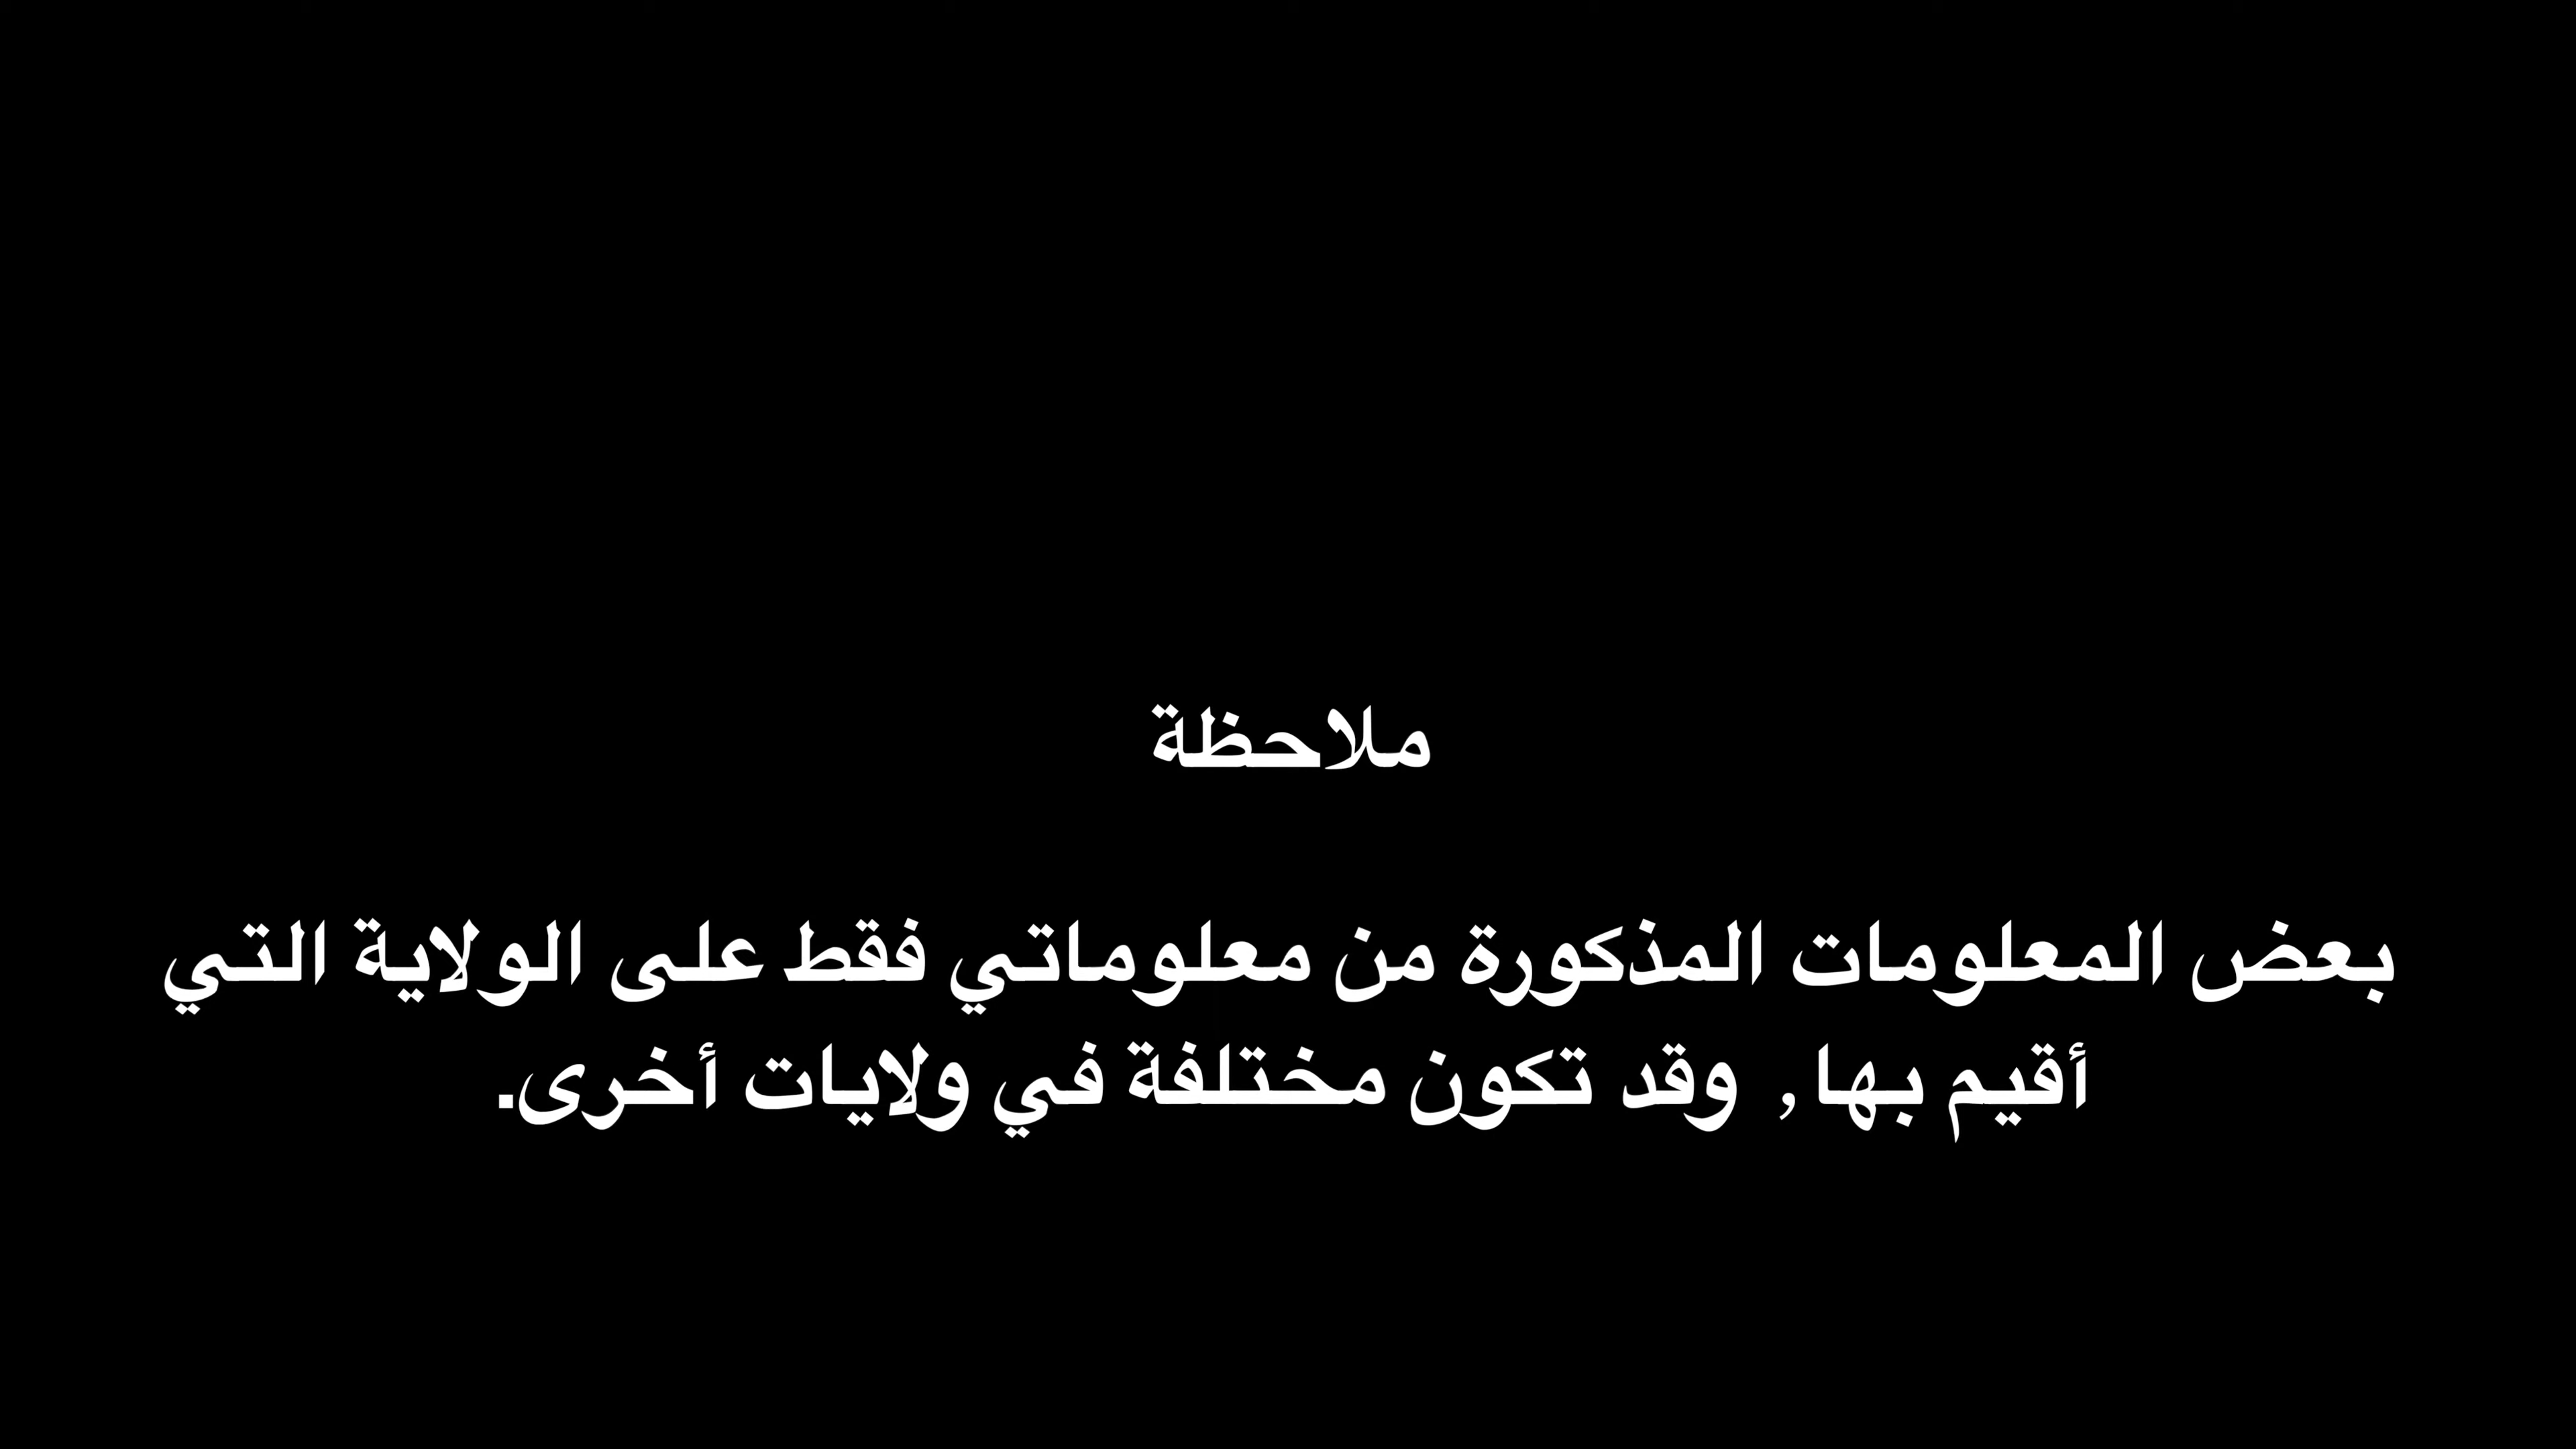 ملاحظة
بعض المعلومات المذكورة من معلوماتي فقط على الولاية التي
أقيم بها, وقد تكون مختلفة في ولايات أخرى.